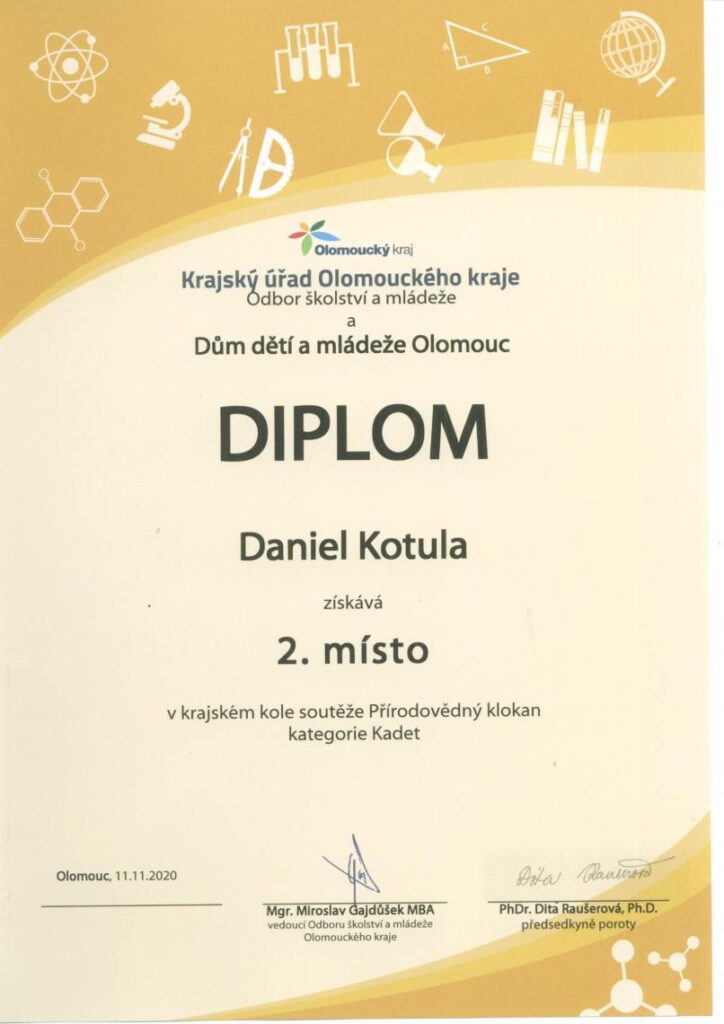 A
C
B
Olomoucký kraj
Krajský úřad Olomouckého kraje
Odbor školství a mládeže
a
Dům dětí a mládeže Olomouc
DIPLOM
Daniel Kotula
získává
2. místo
v krajském kole soutěže Přírodovědný klokan
kategorie Kadet
Olomouc, 11.11.2020
Dita Raušerová
Mgr. Miroslav Gajdůšek MBA
vedoucí Odboru školství a mládeže
Olomouckého kraje
PhDr. Dita Raušerová, Ph.D.
předsedkyně poroty